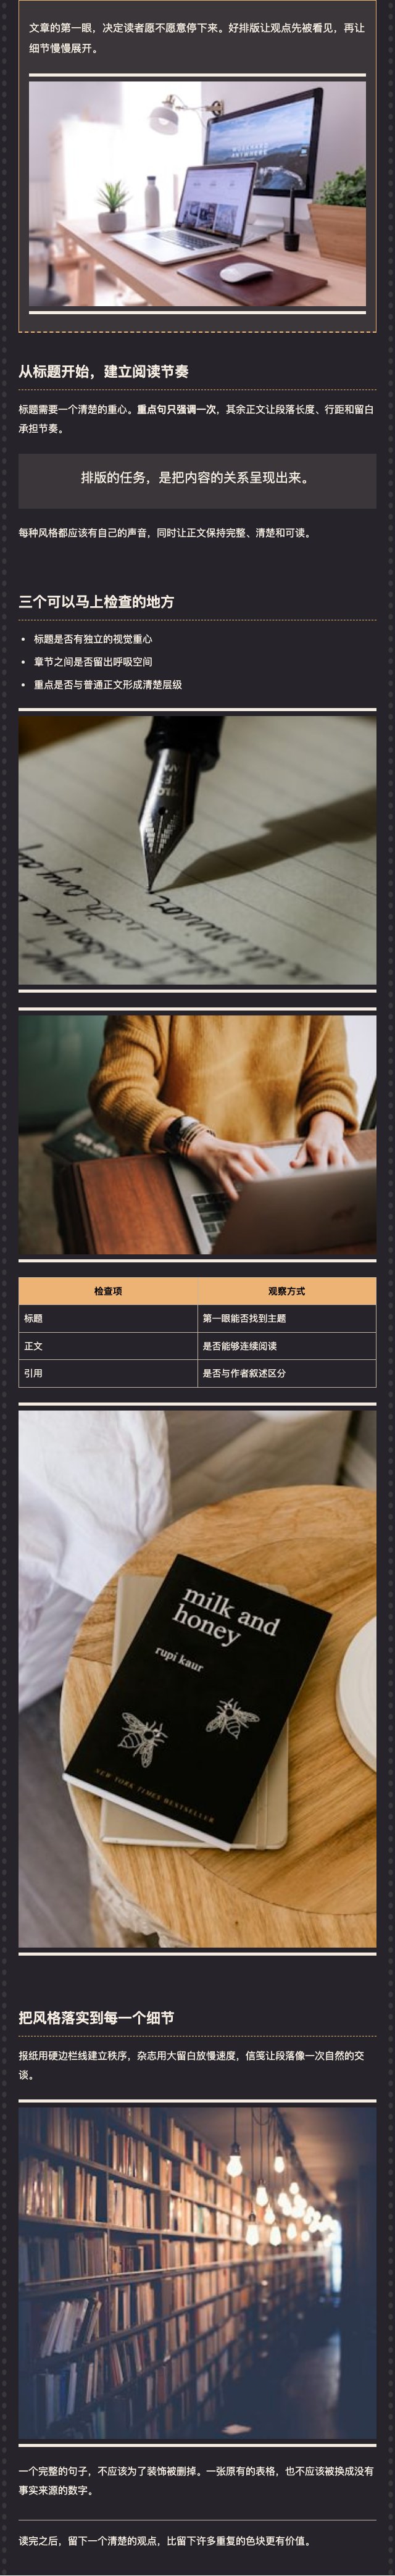 文章的第一眼，决定读者愿不愿意停下来。好排版让观点先被看见，再让
细节慢慢展开。
从标题开始，建立阅读节奏
标题需要一个清楚的重心。重点句只强调一次，其余正文让段落长度、行距和留白
承担节奏。
排版的任务，是把内容的关系呈现出来。
每种风格都应该有自己的声音，同时让正文保持完整、清楚和可读。
三个可以马上检查的地方
• 标题是否有独立的视觉重心
• 章节之间是否留出呼吸空间
• 重点是否与普通正文形成清楚层级
检查项 观察方式
标题 第一眼能否找到主题
正文 是否能够连续阅读
引用 是否与作者叙述区分
milk and
honey
rupi kaur
NEW YORK TIMES BESTSELLER
把风格落实到每一个细节
报纸用硬边栏线建立秩序，杂志用大留白放慢速度，信笺让段落像一次自然的交
谈。
一个完整的句子，不应该为了装饰被删掉。一张原有的表格，也不应该被换成没有
事实来源的数字。
读完之后，留下一个清楚的观点，比留下许多重复的色块更有价值。